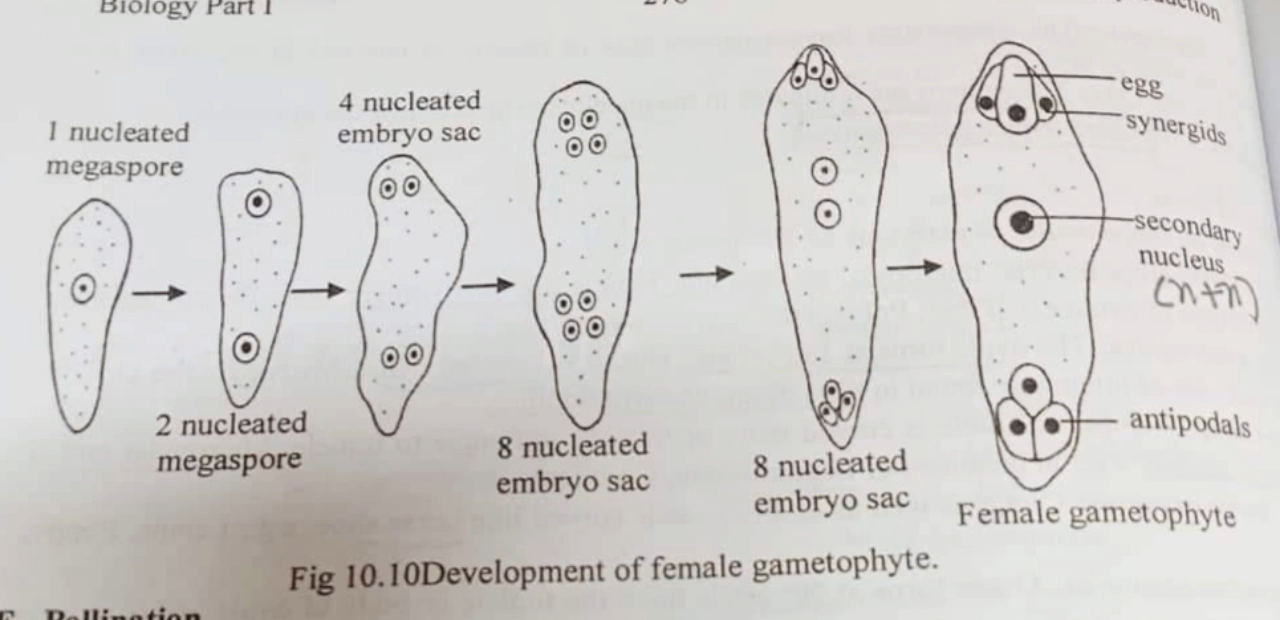 Biology Part I
1 nucleated
megaspore
2 nucleated
megaspore
4 nucleated
embryo sac
8 nucleated
embryo sac
8 nucleated
embryo sac
egg
synergids
secondary
nucleus
(n+n)
antipodals
Female gametophyte
Fig 10.10Development of female gametophyte.
Pollination